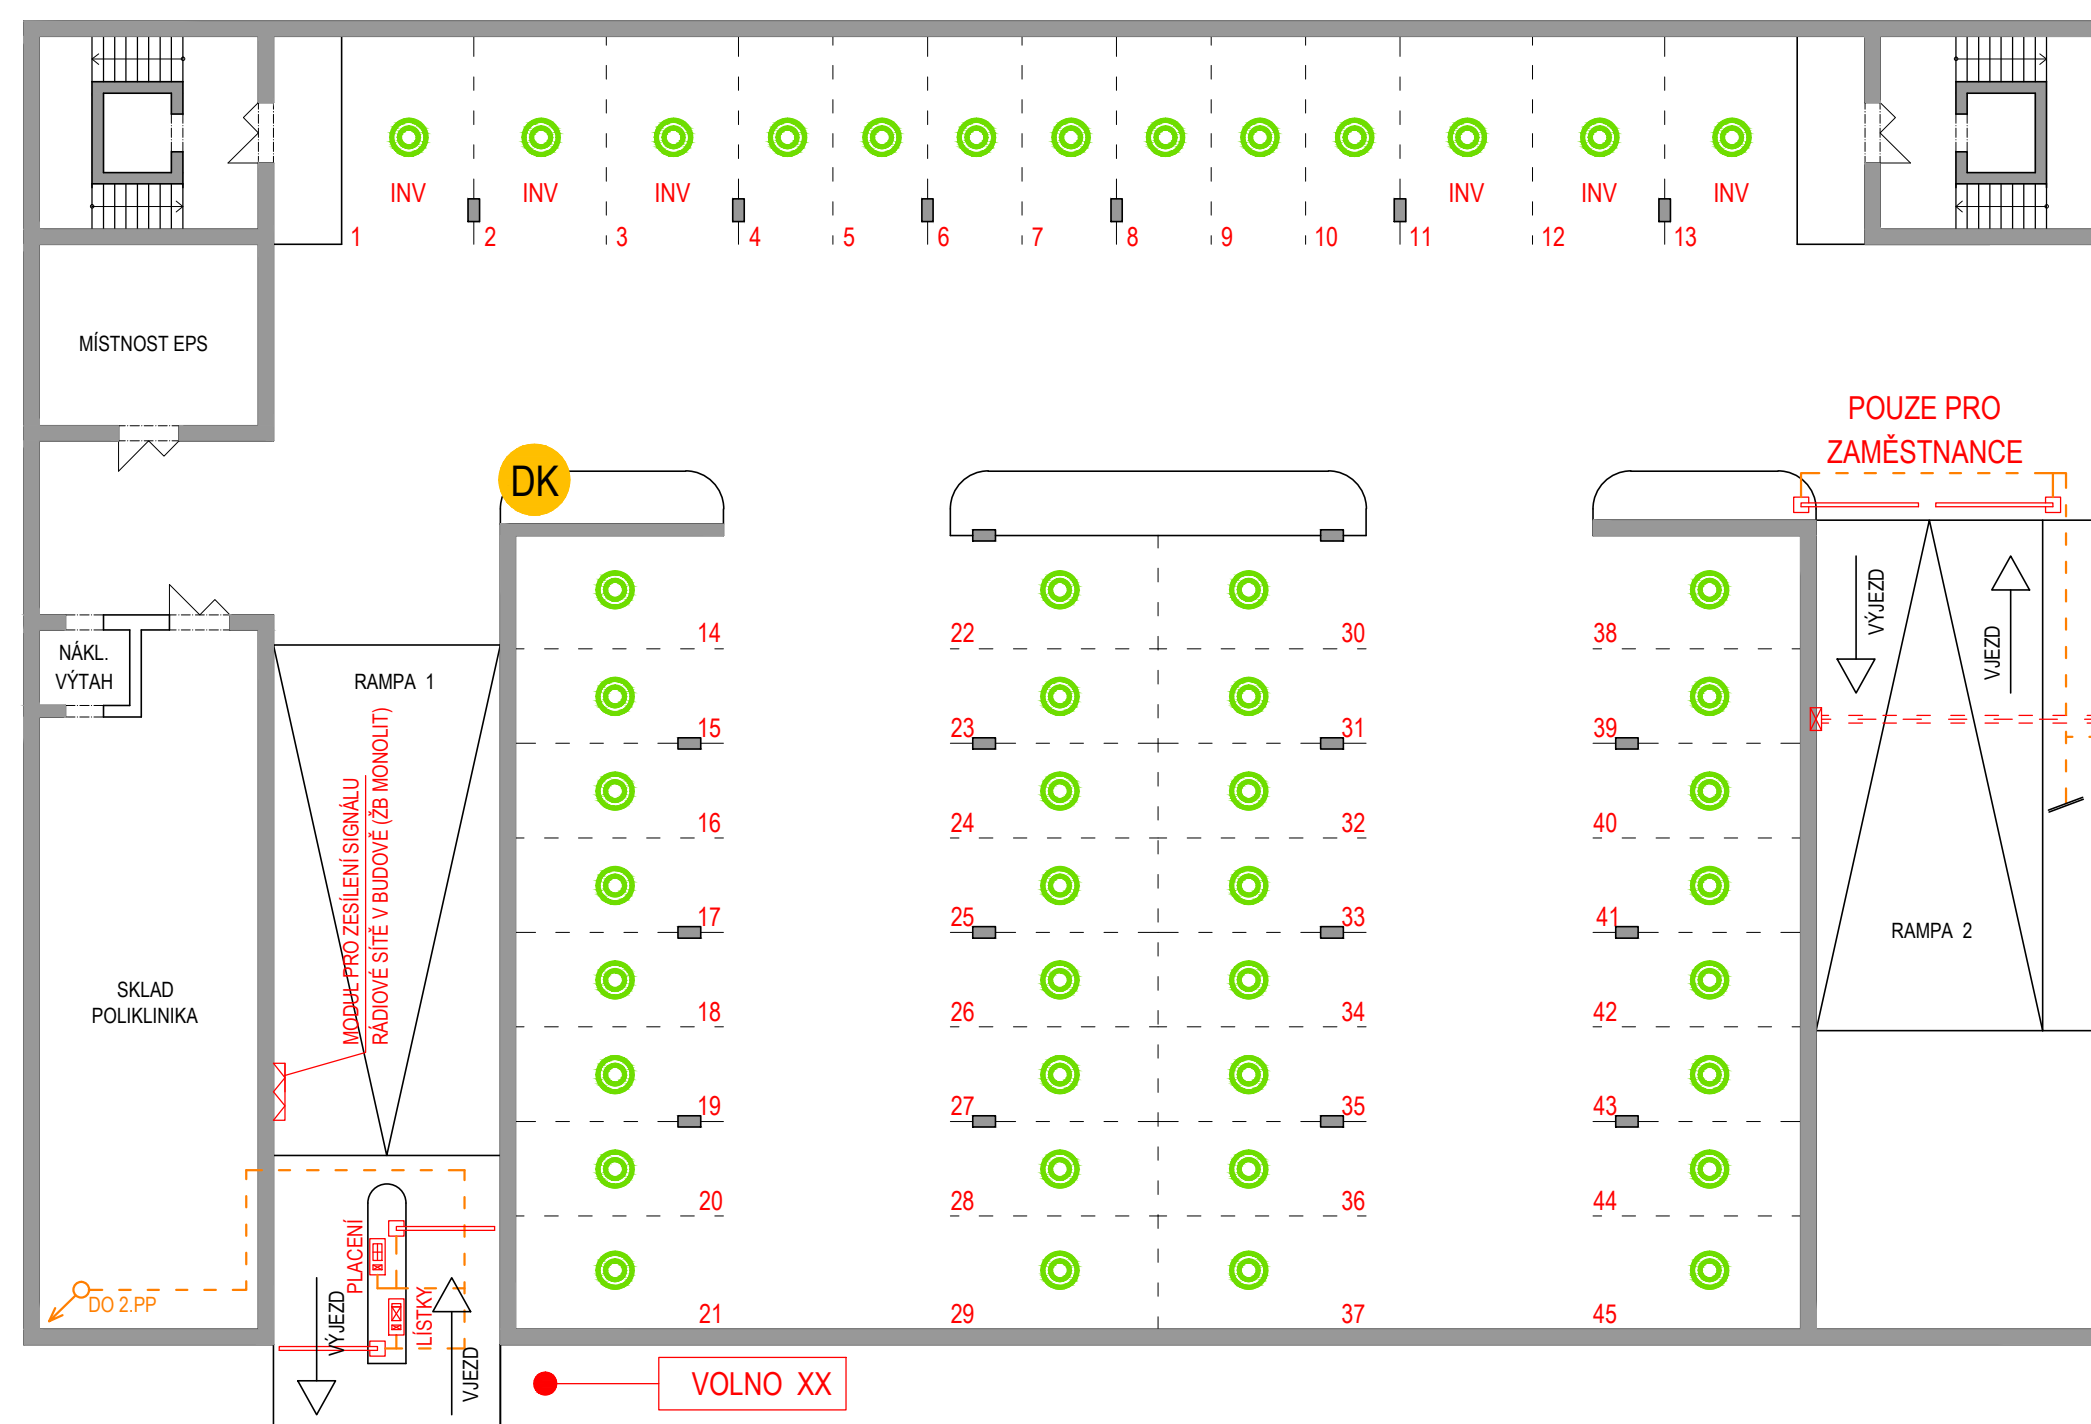 INV INV INV INV INV INV
1 2 3 4 5 6 7 8 9 10 11 12 13
MÍSTNOST EPS
POUZE PRO
ZAMĚSTNANCE
DK
14 22 30 38
NÁKL.
VÝTAH
RAMPA 1
VÝJEZD
VJEZD
15 23 31 39
MODUL PRO ZESÍLENÍ SIGNÁLU
RÁDIOVÉ SÍTĚ V BUDOVĚ (ŽB MONOLIT)
16 24 32 40
17 25 33 41
RAMPA 2
SKLAD
POLIKLINIKA
18 26 34 42
19 27 35 43
20 28 36 44
PLACENÍ
LÍSTKY
DO 2.PP
VÝJEZD
VJEZD
21 29 37 45
VOLNO XX